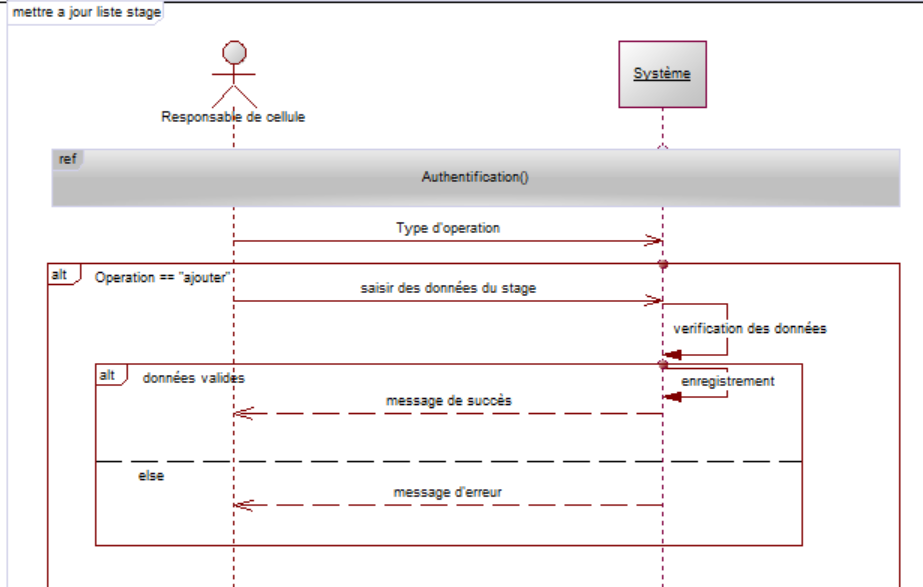 mettre a jour liste stage
Système
Responsable de cellule
ref
Authentification()
Type d'operation
alt
Operation == "ajouter"
saisir des données du stage
verification des données
alt
données valides
enregistrement
message de succès
else
message d'erreur